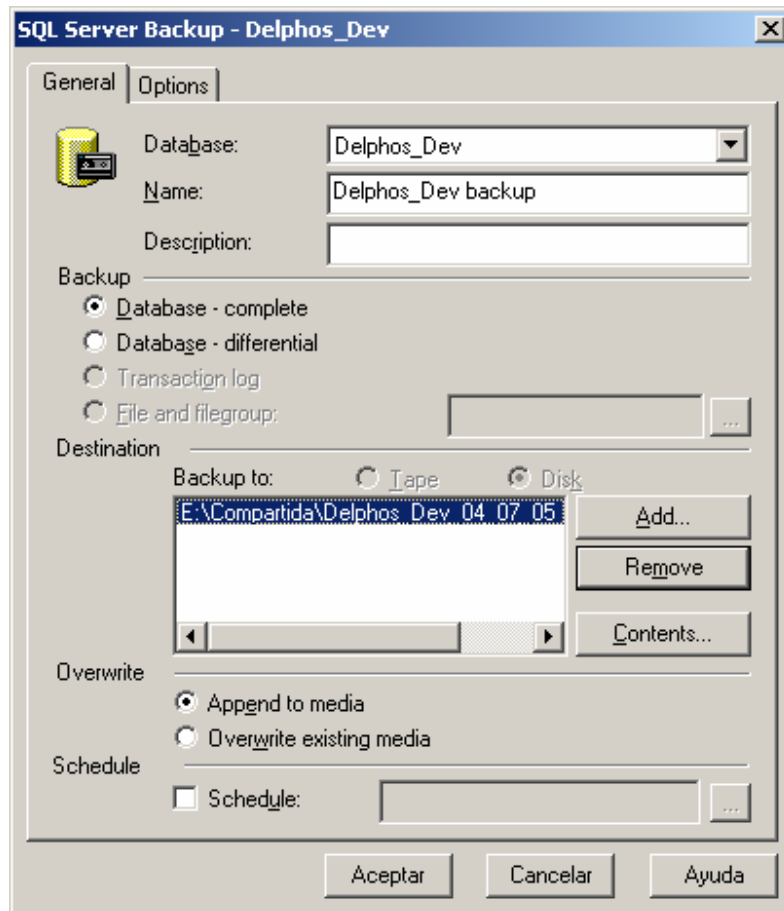 SQL Server Backup - Delphos_Dev
General Options
Database: Delphos_Dev
Name: Delphos_Dev backup
Description:
Backup
Database - complete
Database - differential
Transaction log
File and filegroup: ...
Destination
Backup to: Tape Disk
E:\Compartida\Delphos_Dev_04_07_05
Add...
Remove
Contents...
Overwrite
Append to media
Overwrite existing media
Schedule
Schedule: ...
Aceptar Cancelar Ayuda